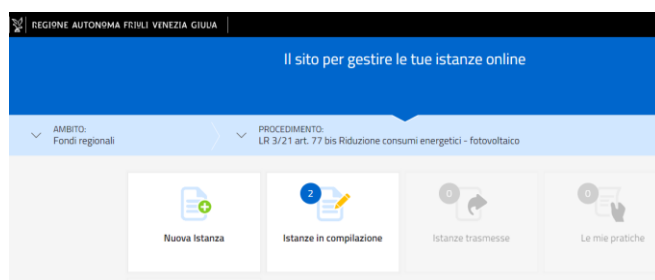 REGIONE AUTONOMA FRIULI VENEZIA GIULIA
Il sito per gestire le tue istanze online
AMBITO:
Fondi regionali
PROCEDIMENTO:
LR 3/21 art. 77 bis Riduzione consumi energetici - fotovoltaico
2
0
0
Nuova Istanza
Istanze in compilazione
Istanze trasmesse
Le mie pratiche